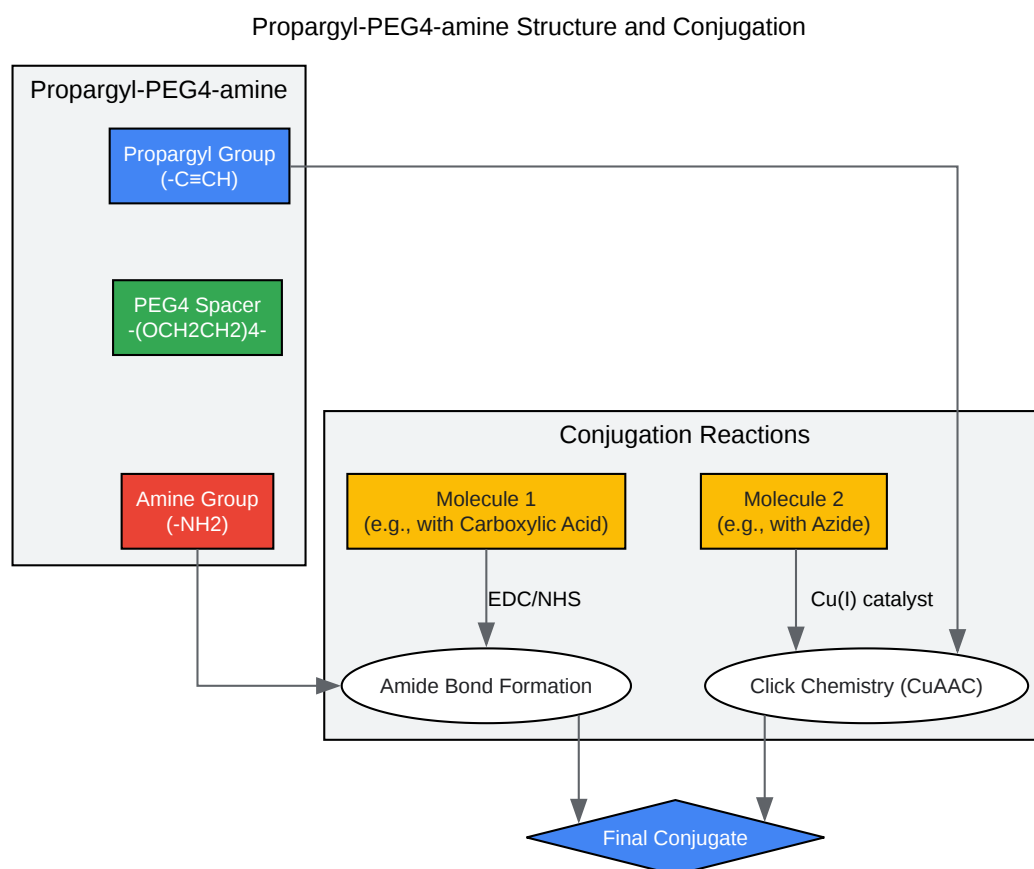 Propargyl-PEG4-amine Structure and Conjugation
Propargyl-PEG4-amine
Propargyl Group
(-C≡CH)
PEG4 Spacer
-(OCH2CH2)4-
Amine Group
(-NH2)
Conjugation Reactions
Molecule 1
(e.g., with Carboxylic Acid)
Molecule 2
(e.g., with Azide)
EDC/NHS
Cu(I) catalyst
Amide Bond Formation
Click Chemistry (CuAAC)
Final Conjugate